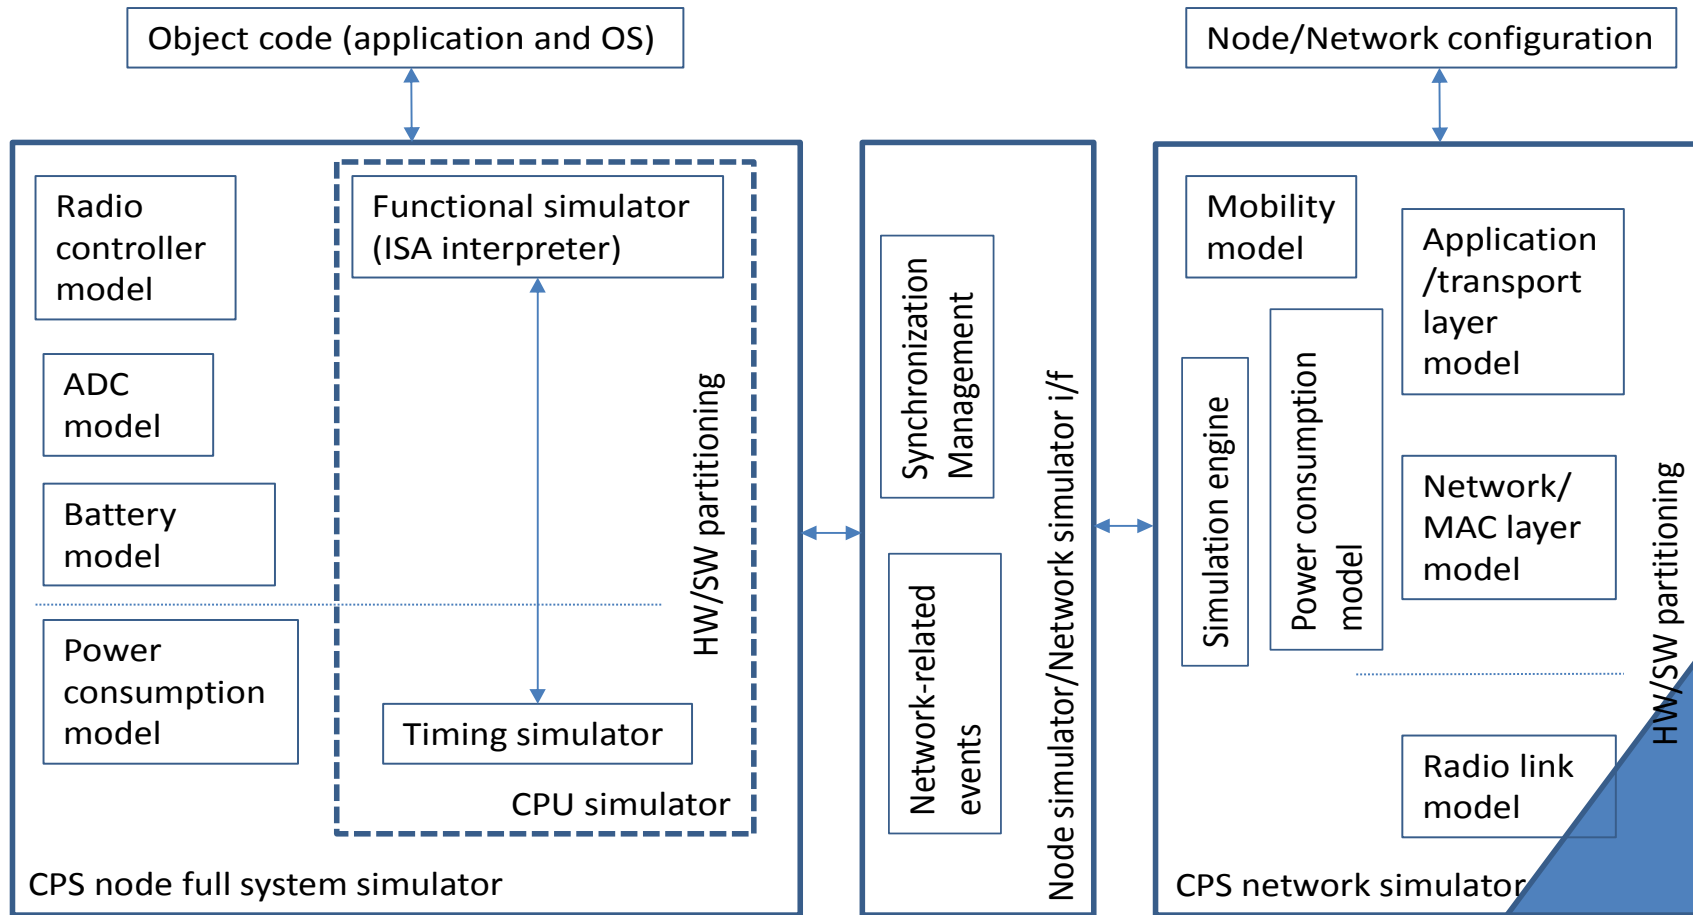 Object code (application and OS)
Node/Network configuration
Radio
controller
model
ADC
model
Battery
model
Power
consumption
model
Functional simulator
(ISA interpreter)
HW/SW partitioning
Timing simulator
CPU simulator
CPS node full system simulator
Synchronization
Management
Network-related
events
Node simulator/Network simulator i/f
Mobility
model
Simulation engine
Power consumption
model
Application
/transport
layer
model
Network/
MAC layer
model
HW/SW partitioning
Radio link
model
CPS network simulator